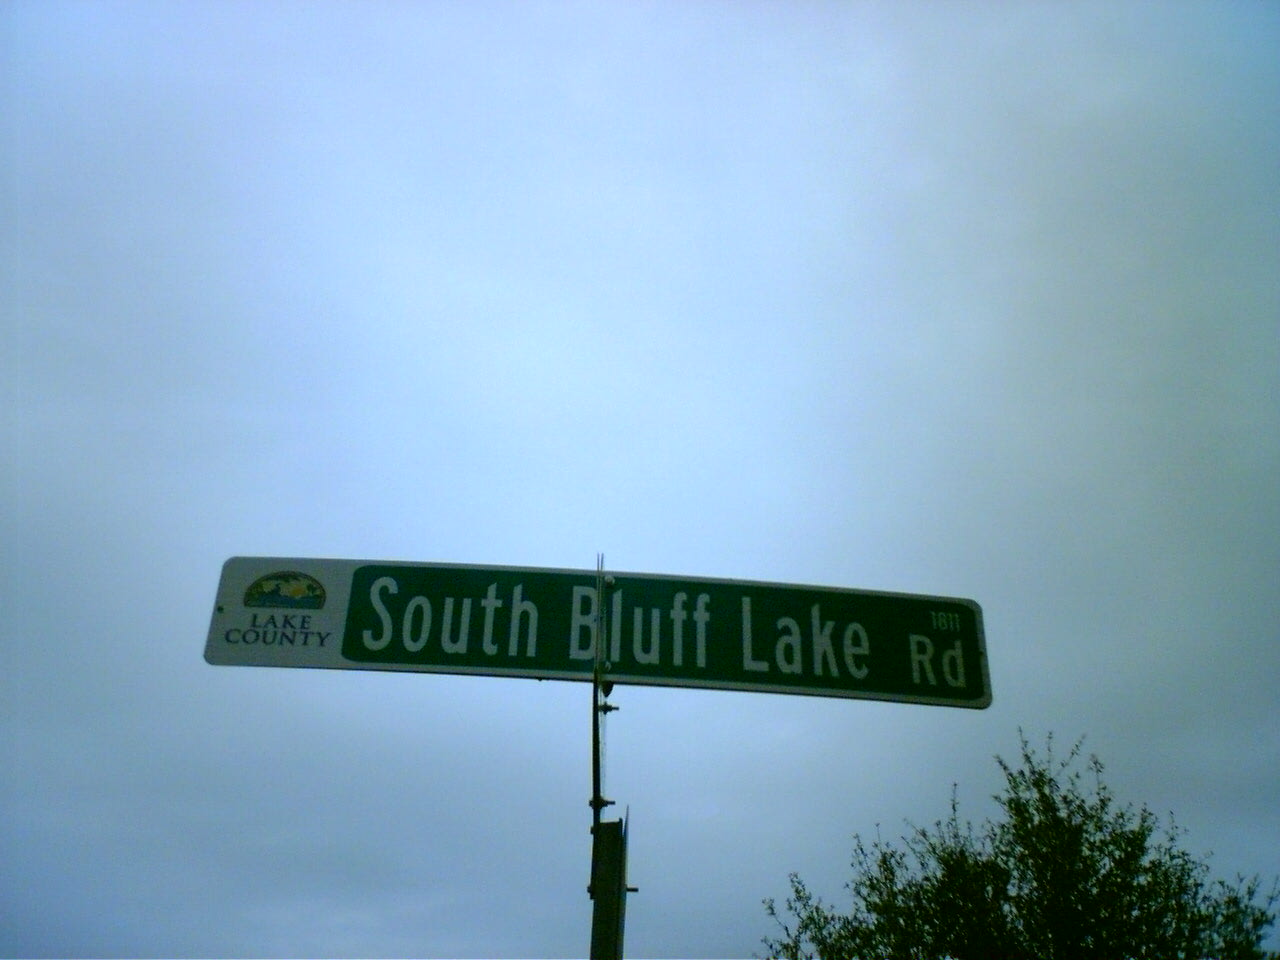 LAKE
COUNTY
South Bluff Lake Rd
1811